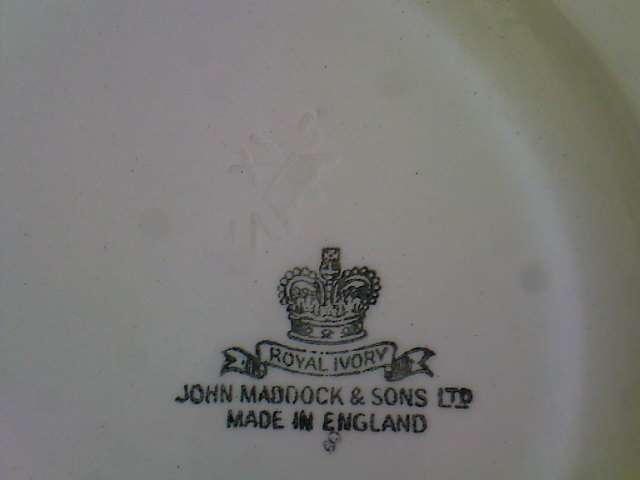 ROYAL IVORY
JOHN MADDOCK & SONS LTD
MADE IN ENGLAND